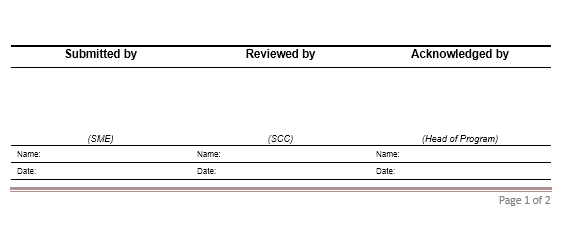 Submitted by Reviewed by Acknowledged by
(SME) (SCC) (Head of Program)
Name: Name: Name:
Date: Date: Date:
Page 1 of 2